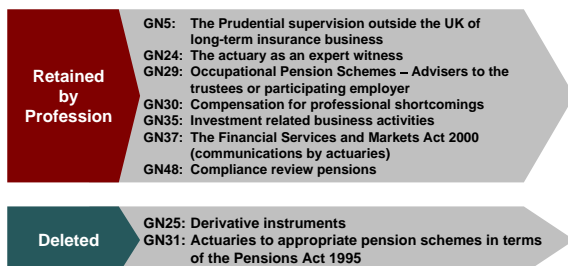 Retained
by
Profession
GN5: The Prudential supervision outside the UK of
long-term insurance business
GN24: The actuary as an expert witness
GN29: Occupational Pension Schemes – Advisers to the
trustees or participating employer
GN30: Compensation for professional shortcomings
GN35: Investment related business activities
GN37: The Financial Services and Markets Act 2000
(communications by actuaries)
GN48: Compliance review pensions
Deleted
GN25: Derivative instruments
GN31: Actuaries to appropriate pension schemes in terms
of the Pensions Act 1995